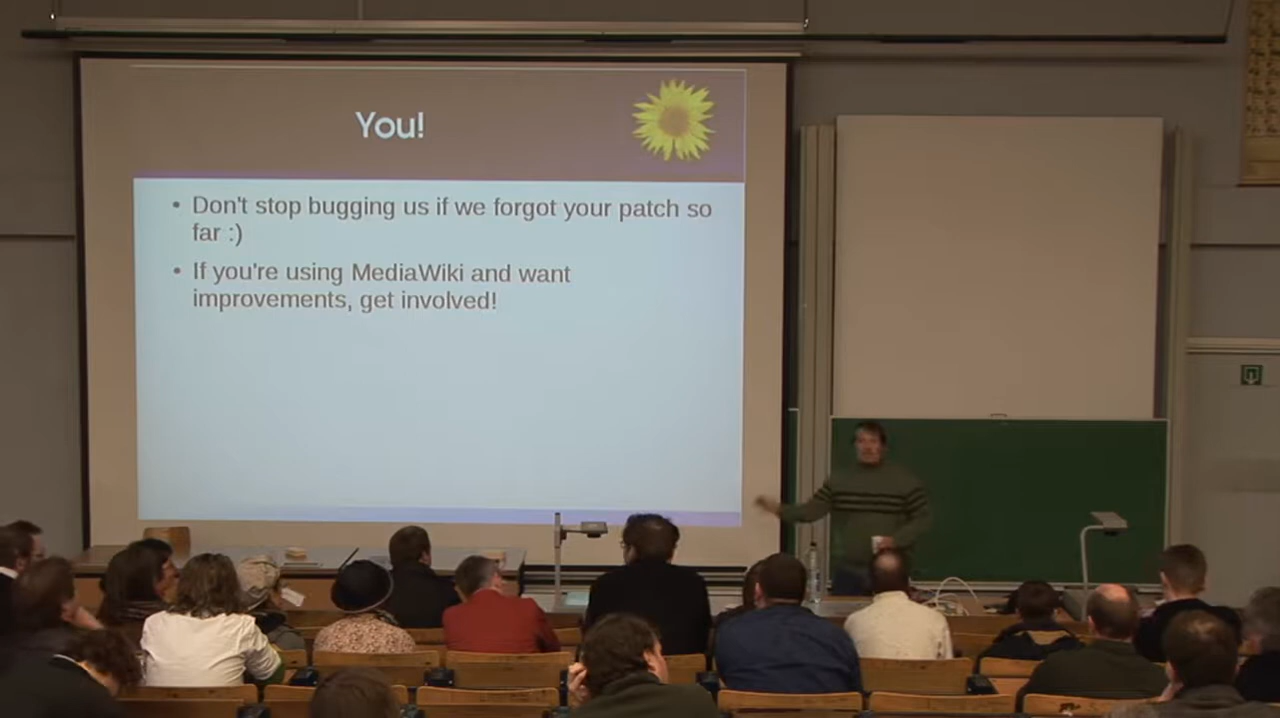 You!
• Don't stop bugging us if we forgot your patch so
far :)
• If you're using MediaWiki and want
improvements, get involved!